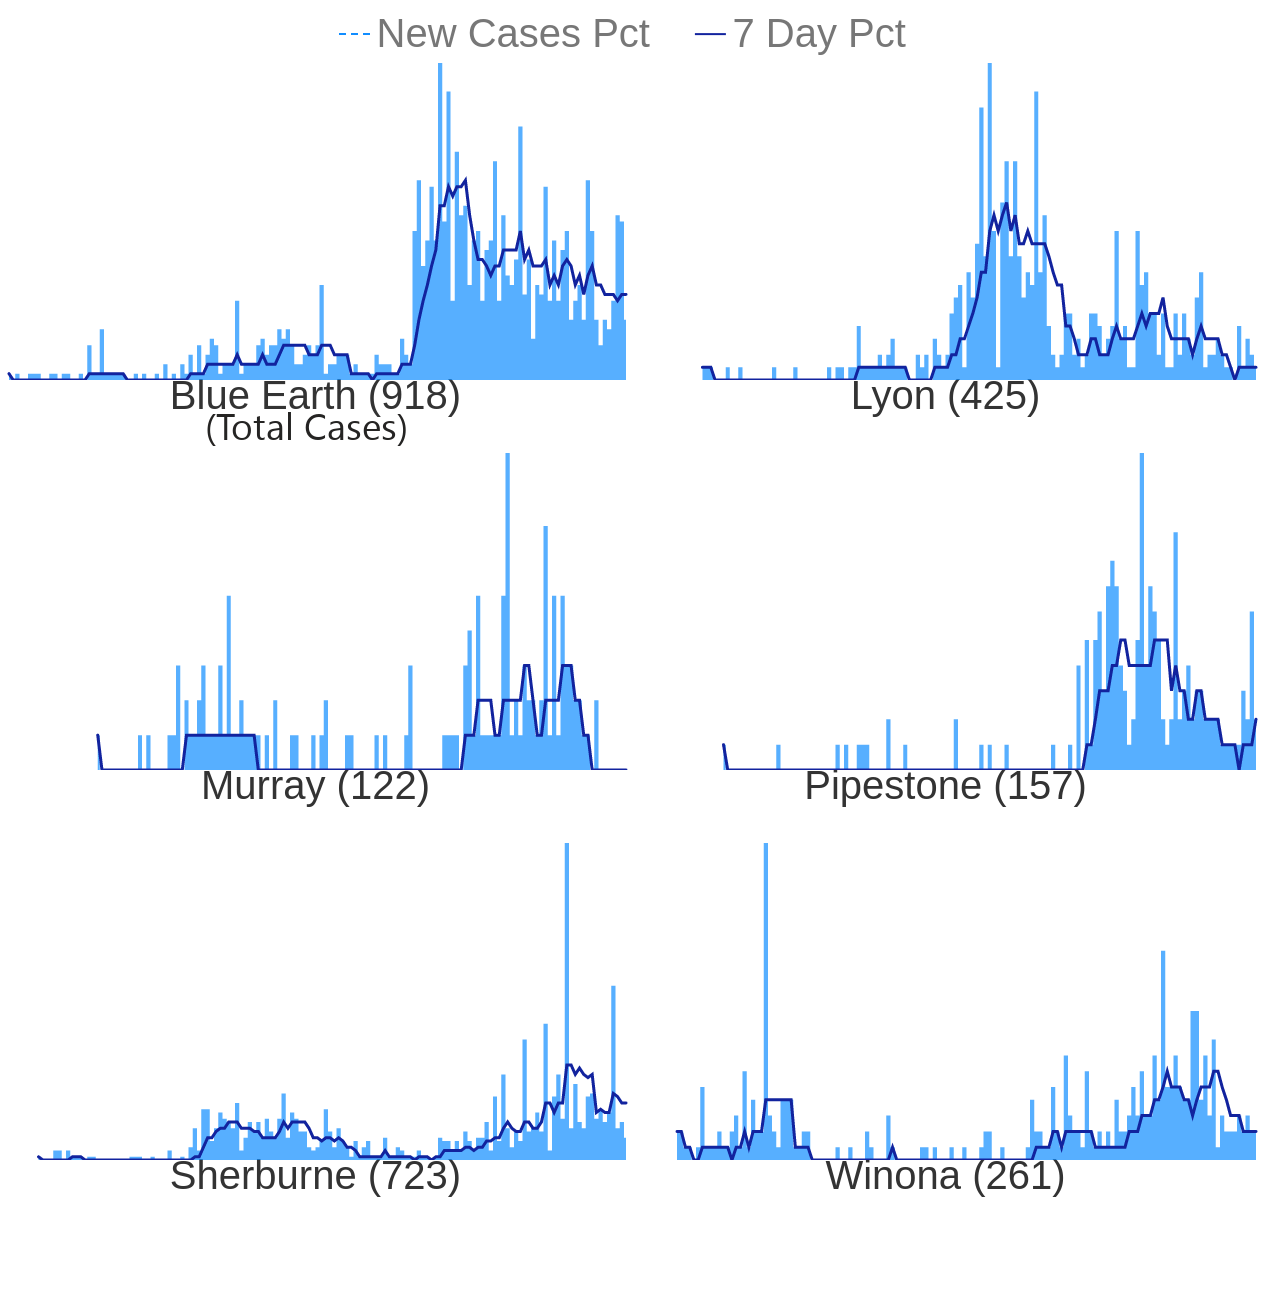 New Cases Pct 7 Day Pct
Blue Earth (918)
(Total Cases)
Lyon (425)
Murray (122)
Pipestone (157)
Sherburne (723)
Winona (261)